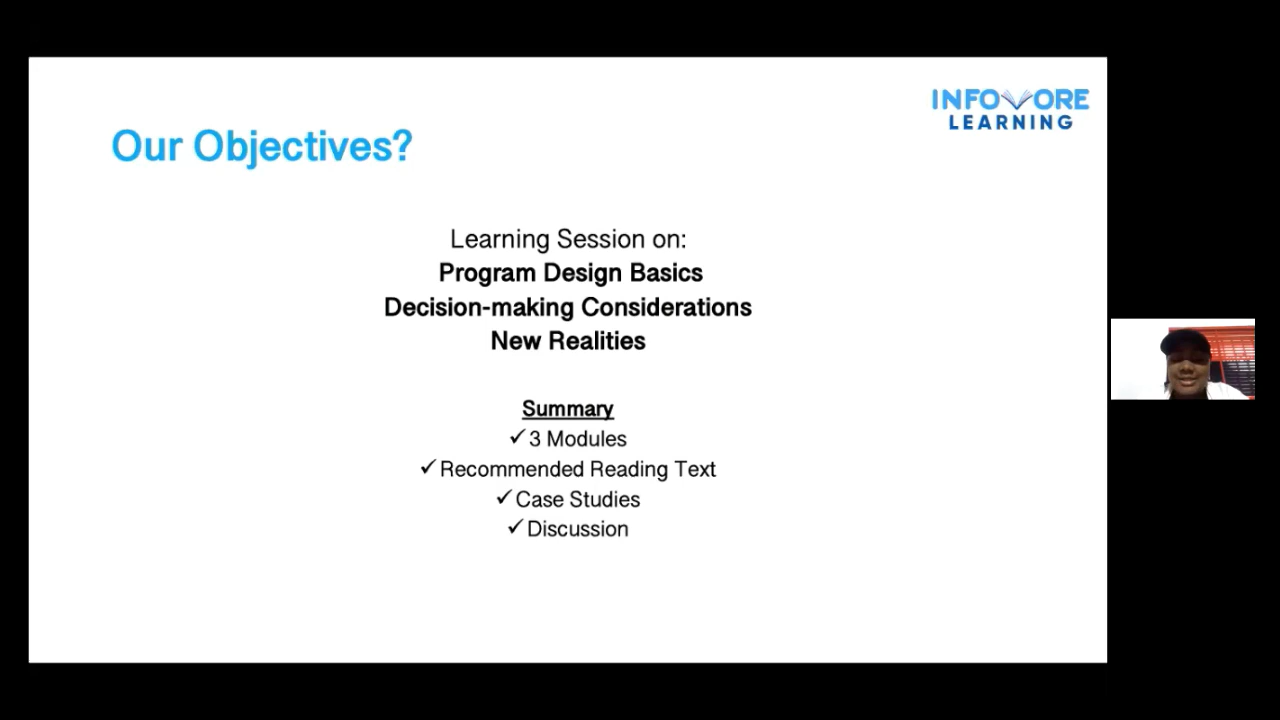 INFOVORE
LEARNING
Our Objectives?
Learning Session on:
Program Design Basics
Decision-making Considerations
New Realities
Summary
✓3 Modules
✓Recommended Reading Text
✓Case Studies
✓Discussion